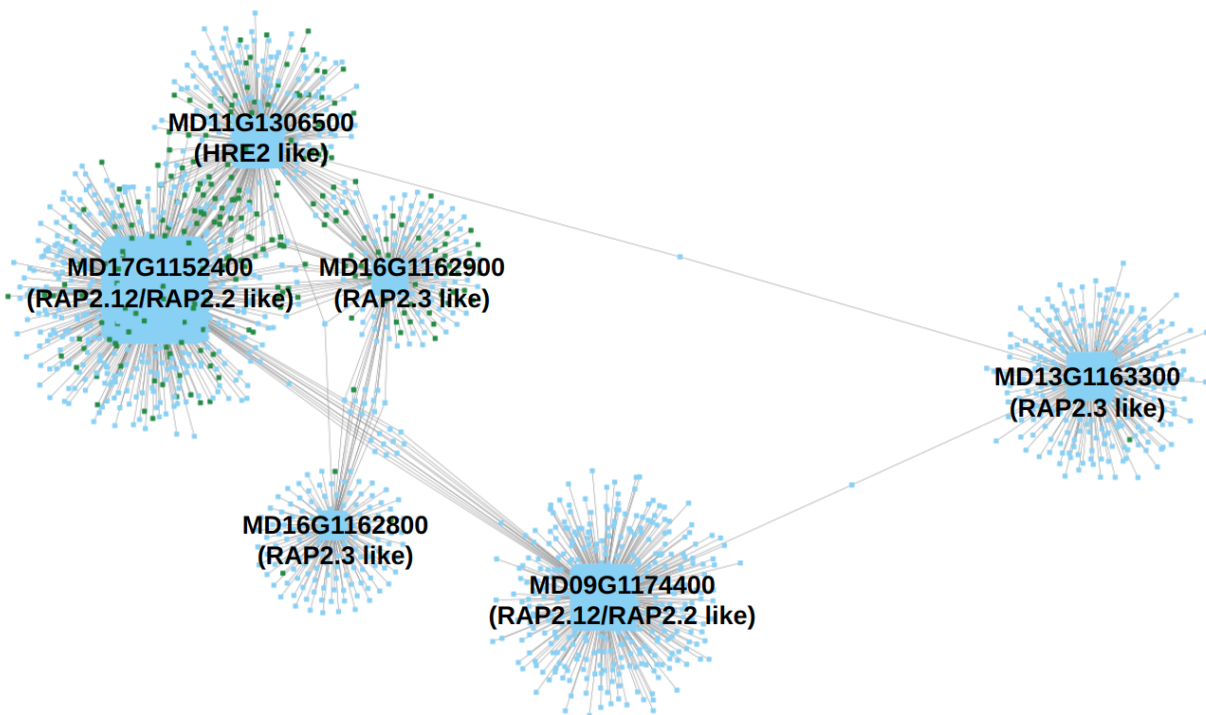 MD11G1306500
(HRE2 like)
MD17G1152400
(RAP2.12/RAP2.2 like)
MD16G1162900
(RAP2.3 like)
MD13G1163300
(RAP2.3 like)
MD16G1162800
(RAP2.3 like)
MD09G1174400
(RAP2.12/RAP2.2 like)